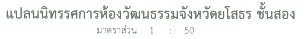 แปลนนิทรรศการห้องวัฒนธรรมจังหวัดยโสธร ชั้นสอง
มาตราส่วน 1 : 50